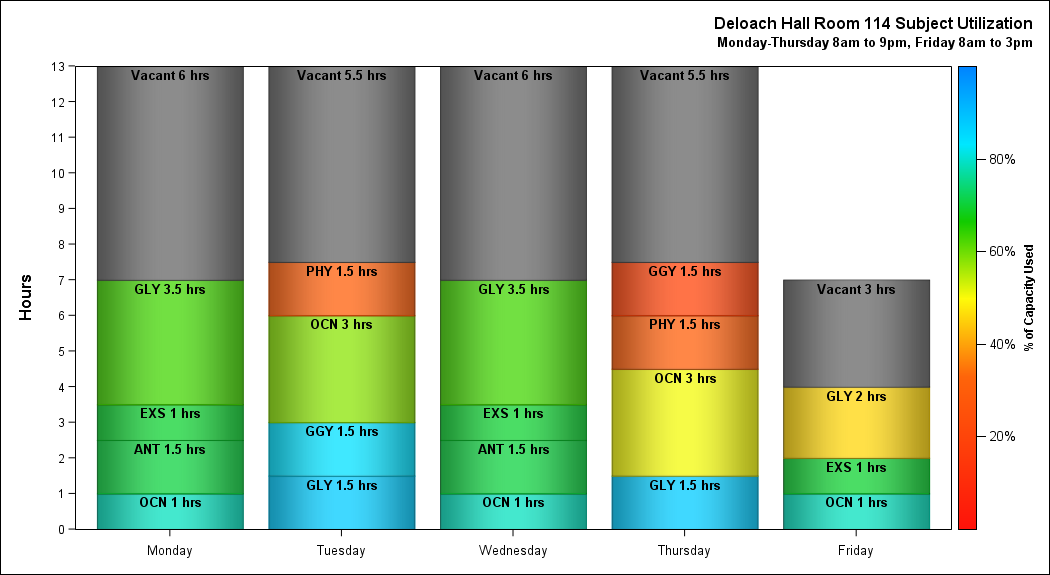 Deloach Hall Room 114 Subject Utilization
Monday-Thursday 8am to 9pm, Friday 8am to 3pm
Hours
13
12
11
10
9
8
7
6
5
4
3
2
1
0
Vacant 6 hrs
GLY 3.5 hrs
EXS 1 hrs
ANT 1.5 hrs
OCN 1 hrs
Monday
Vacant 5.5 hrs
PHY 1.5 hrs
OCN 3 hrs
GGY 1.5 hrs
GLY 1.5 hrs
Tuesday
Vacant 6 hrs
GLY 3.5 hrs
EXS 1 hrs
ANT 1.5 hrs
OCN 1 hrs
Wednesday
Vacant 5.5 hrs
GGY 1.5 hrs
PHY 1.5 hrs
OCN 3 hrs
GLY 1.5 hrs
Thursday
Vacant 3 hrs
GLY 2 hrs
EXS 1 hrs
OCN 1 hrs
Friday
80%
60%
40%
20%
% of Capacity Used